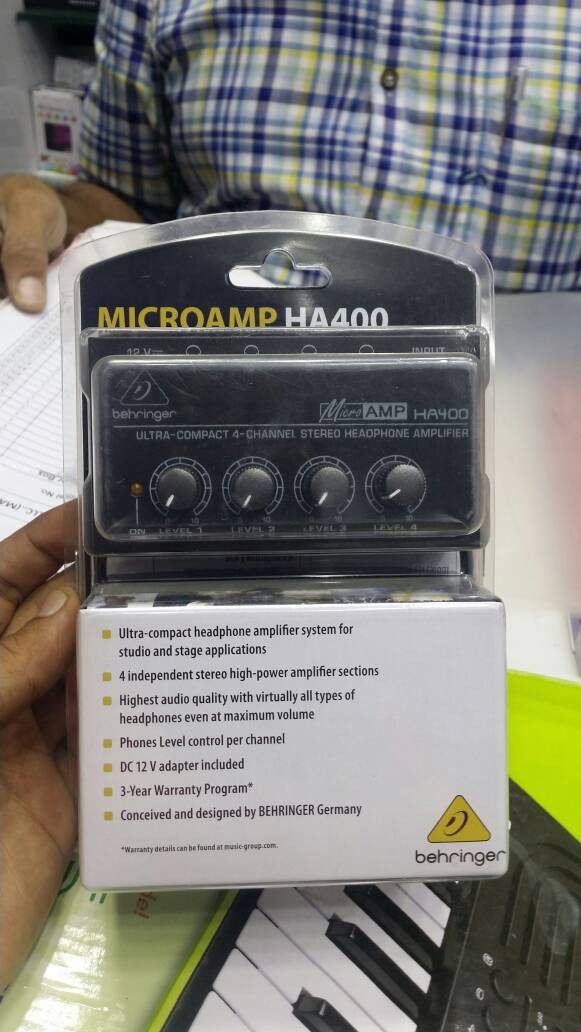 MICROAMP HA400
12 V
INPUT
behringer
Micro AMP HA400
ULTRA-COMPACT 4-CHANNEL STEREO HEADPHONE AMPLIFIER
ON LEVEL 1 LEVEL 2 LEVEL 3 LEVEL 4
Ultra-compact headphone amplifier system for
studio and stage applications
4 independent stereo high-power amplifier sections
Highest audio quality with virtually all types of
headphones even at maximum volume
Phones Level control per channel
DC 12 V adapter included
3-Year Warranty Program*
Conceived and designed by BEHRINGER Germany
*Warranty details can be found at music-group.com.
behringer